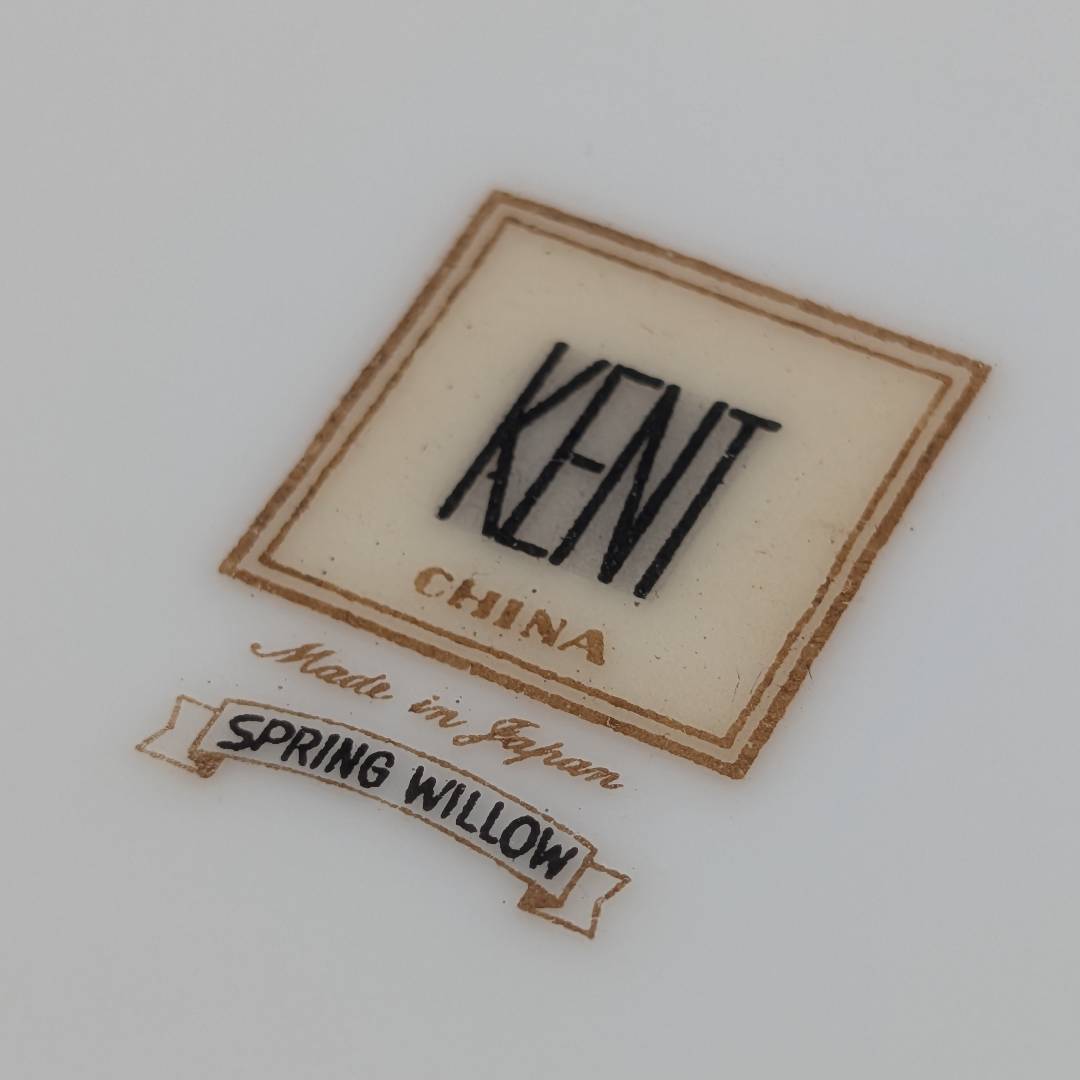 KENT
CHINA
Made in Japan
SPRING WILLOW